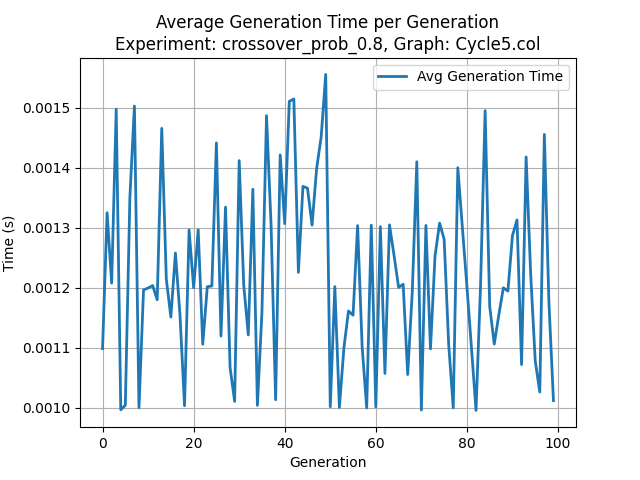 Average Generation Time per Generation
Experiment: crossover_prob_0.8, Graph: Cycle5.col
Avg Generation Time
Time (s)
0.0015
0.0014
0.0013
0.0012
0.0011
0.0010
0 20 40 60 80 100
Generation